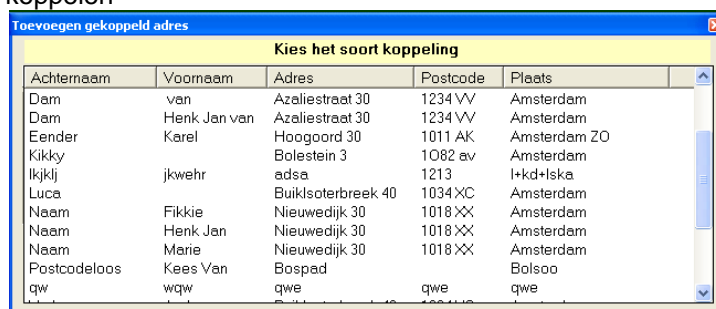 koppelen
Toevoegen gekoppeld adres
Kies het soort koppeling
Achternaam Voornaam Adres Postcode Plaats
Dam van Azaliestraat 30 1234 VV Amsterdam
Dam Henk Jan van Azaliestraat 30 1234 VV Amsterdam
Eender Karel Hoogoord 30 1011 AK Amsterdam ZO
Kikky Bolestein 3 1082 av Amsterdam
lkjklj jkwehr adsa 1213 l+kd+lska
Luca Buiklsoterbreek 40 1034 XC Amsterdam
Naam Fikkie Nieuwedijk 30 1018 XX Amsterdam
Naam Henk Jan Nieuwedijk 30 1018 XX Amsterdam
Naam Marie Nieuwedijk 30 1018 XX Amsterdam
Postcodeloos Kees Van Bospad Bolsoo
qw wqw qwe qwe qwe